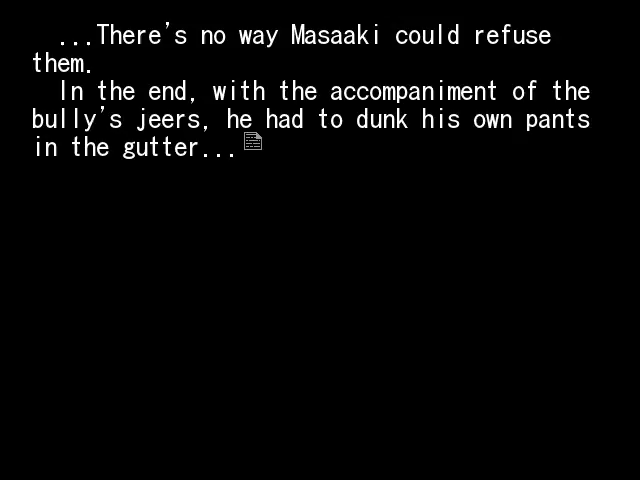 ...There's no way Masaaki could refuse
them.
In the end, with the accompaniment of the
bully's jeers, he had to dunk his own pants
in the gutter...